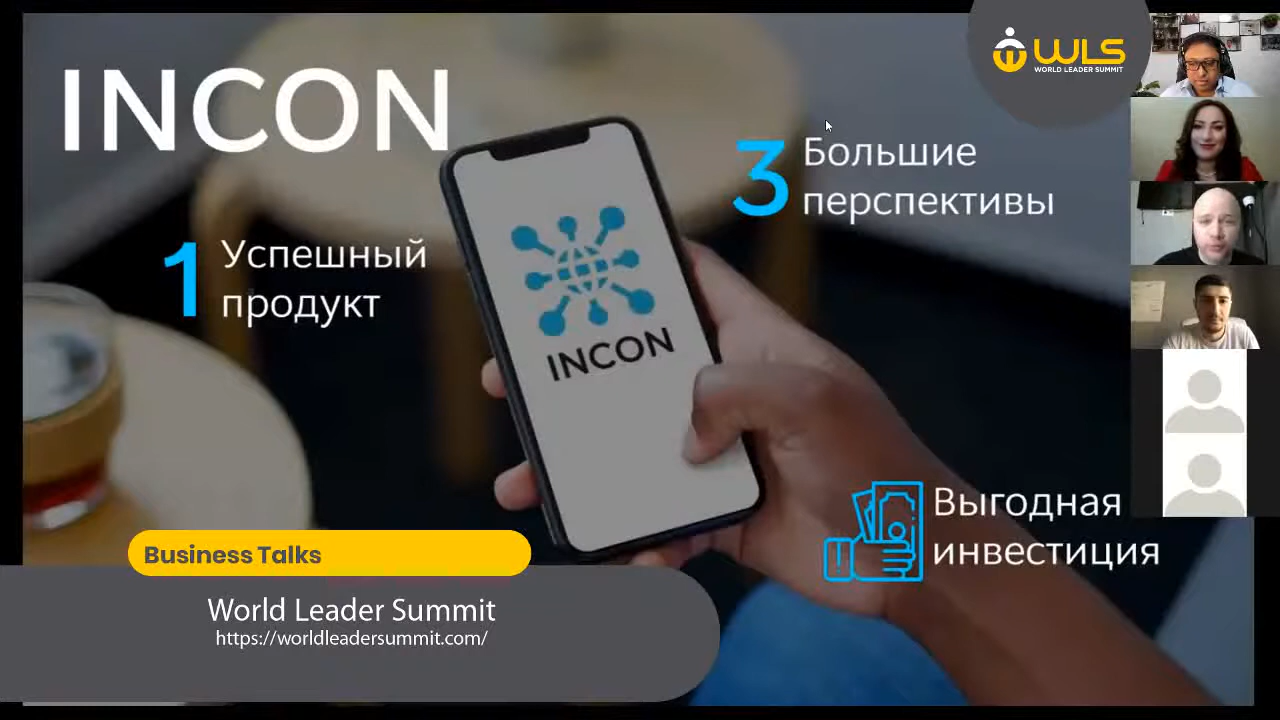 INCON
WLS
WORLD LEADER SUMMIT
3 Большие
перспективы
1 Успешный
продукт
INCON
Выгодная
инвестиция
Business Talks
World Leader Summit
https://worldleadersummit.com/